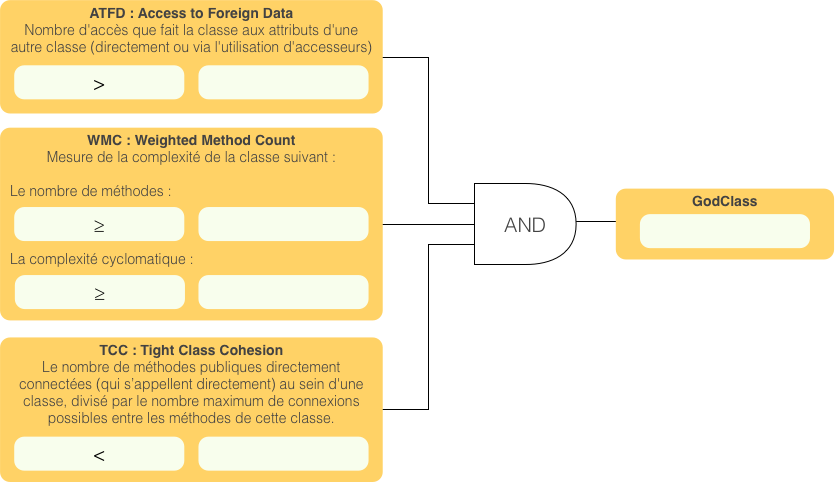 ATFD : Access to Foreign Data
Nombre d'accès que fait la classe aux attributs d'une
autre classe (directement ou via l'utilisation d'accesseurs)
>
WMC : Weighted Method Count
Mesure de la complexité de la classe suivant :
Le nombre de méthodes :
≥
La complexité cyclomatique :
≥
TCC : Tight Class Cohesion
Le nombre de méthodes publiques directement
connectées (qui s'appellent directement) au sein d'une
classe, divisé par le nombre maximum de connexions
possibles entre les méthodes de cette classe.
<
AND
GodClass